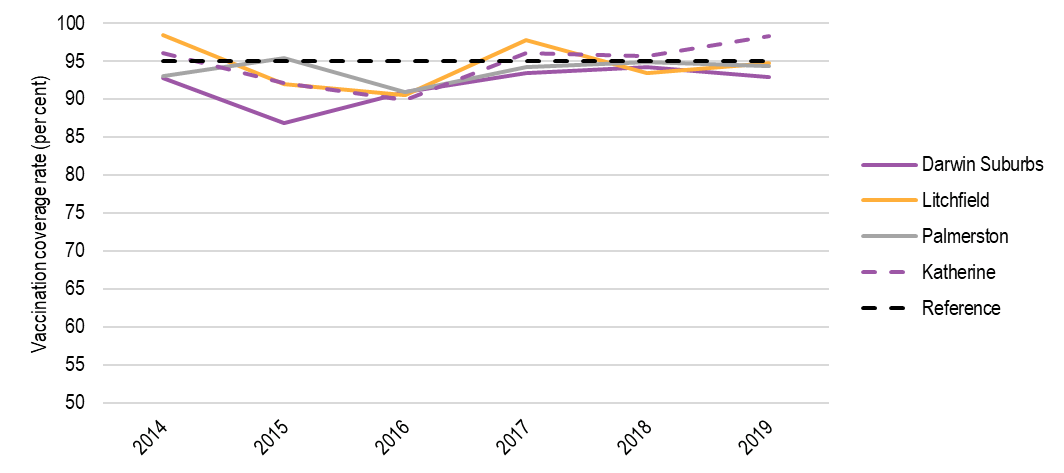 Vaccination coverage rate (per cent)
100
95
90
85
80
75
70
65
60
55
50
2014
2015
2016
2017
2018
2019
Darwin Suburbs
Litchfield
Palmerston
Katherine
Reference